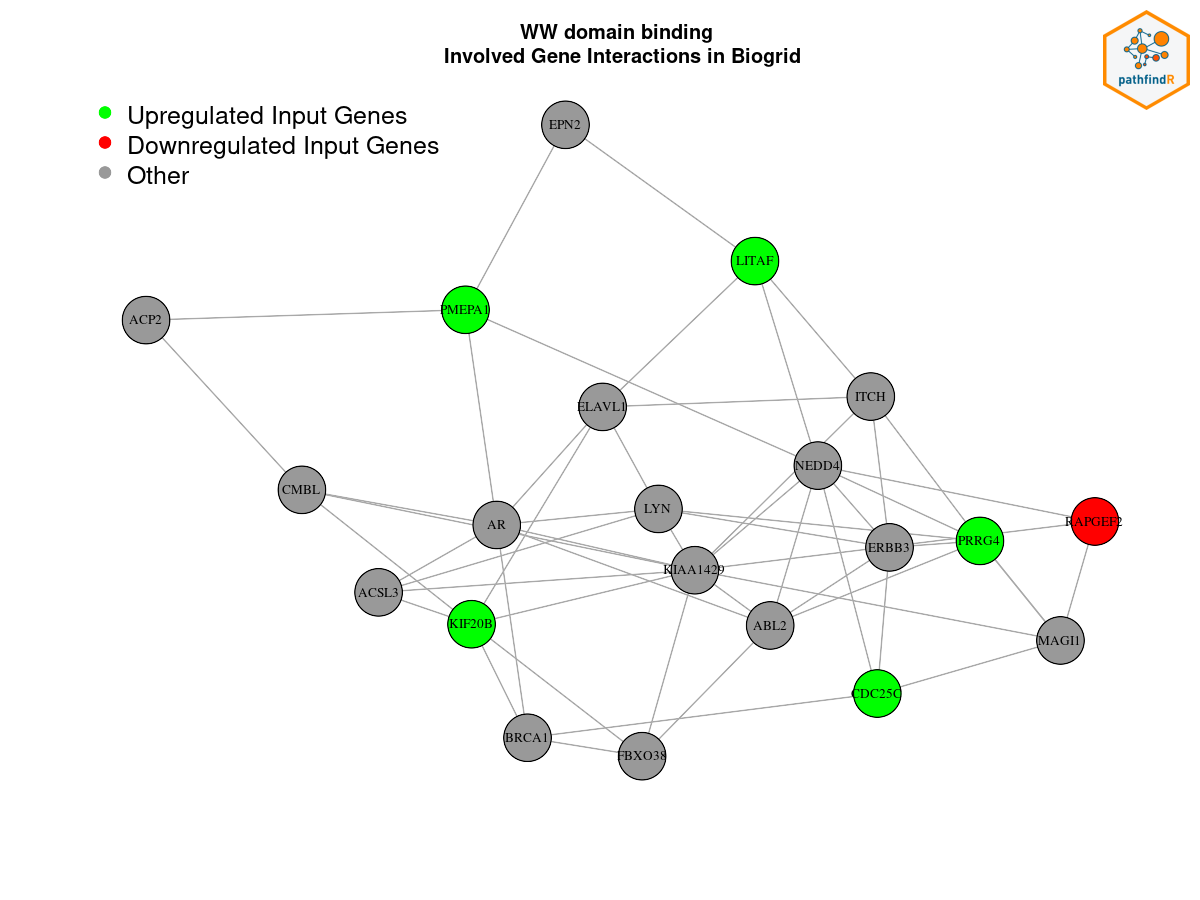 WW domain binding
Involved Gene Interactions in Biogrid
pathfindR
Upregulated Input Genes
Downregulated Input Genes
Other
EPN2
LITAF
PMEPA1
ACP2
ITCH
ELAVL1
NEDD4
CMBL
LYN
AR
RAPGEF2
PRRG4
ERBB3
KIAA1429
ACSL3
KIF20B
ABL2
MAGI1
CDC25C
BRCA1
FBXO38